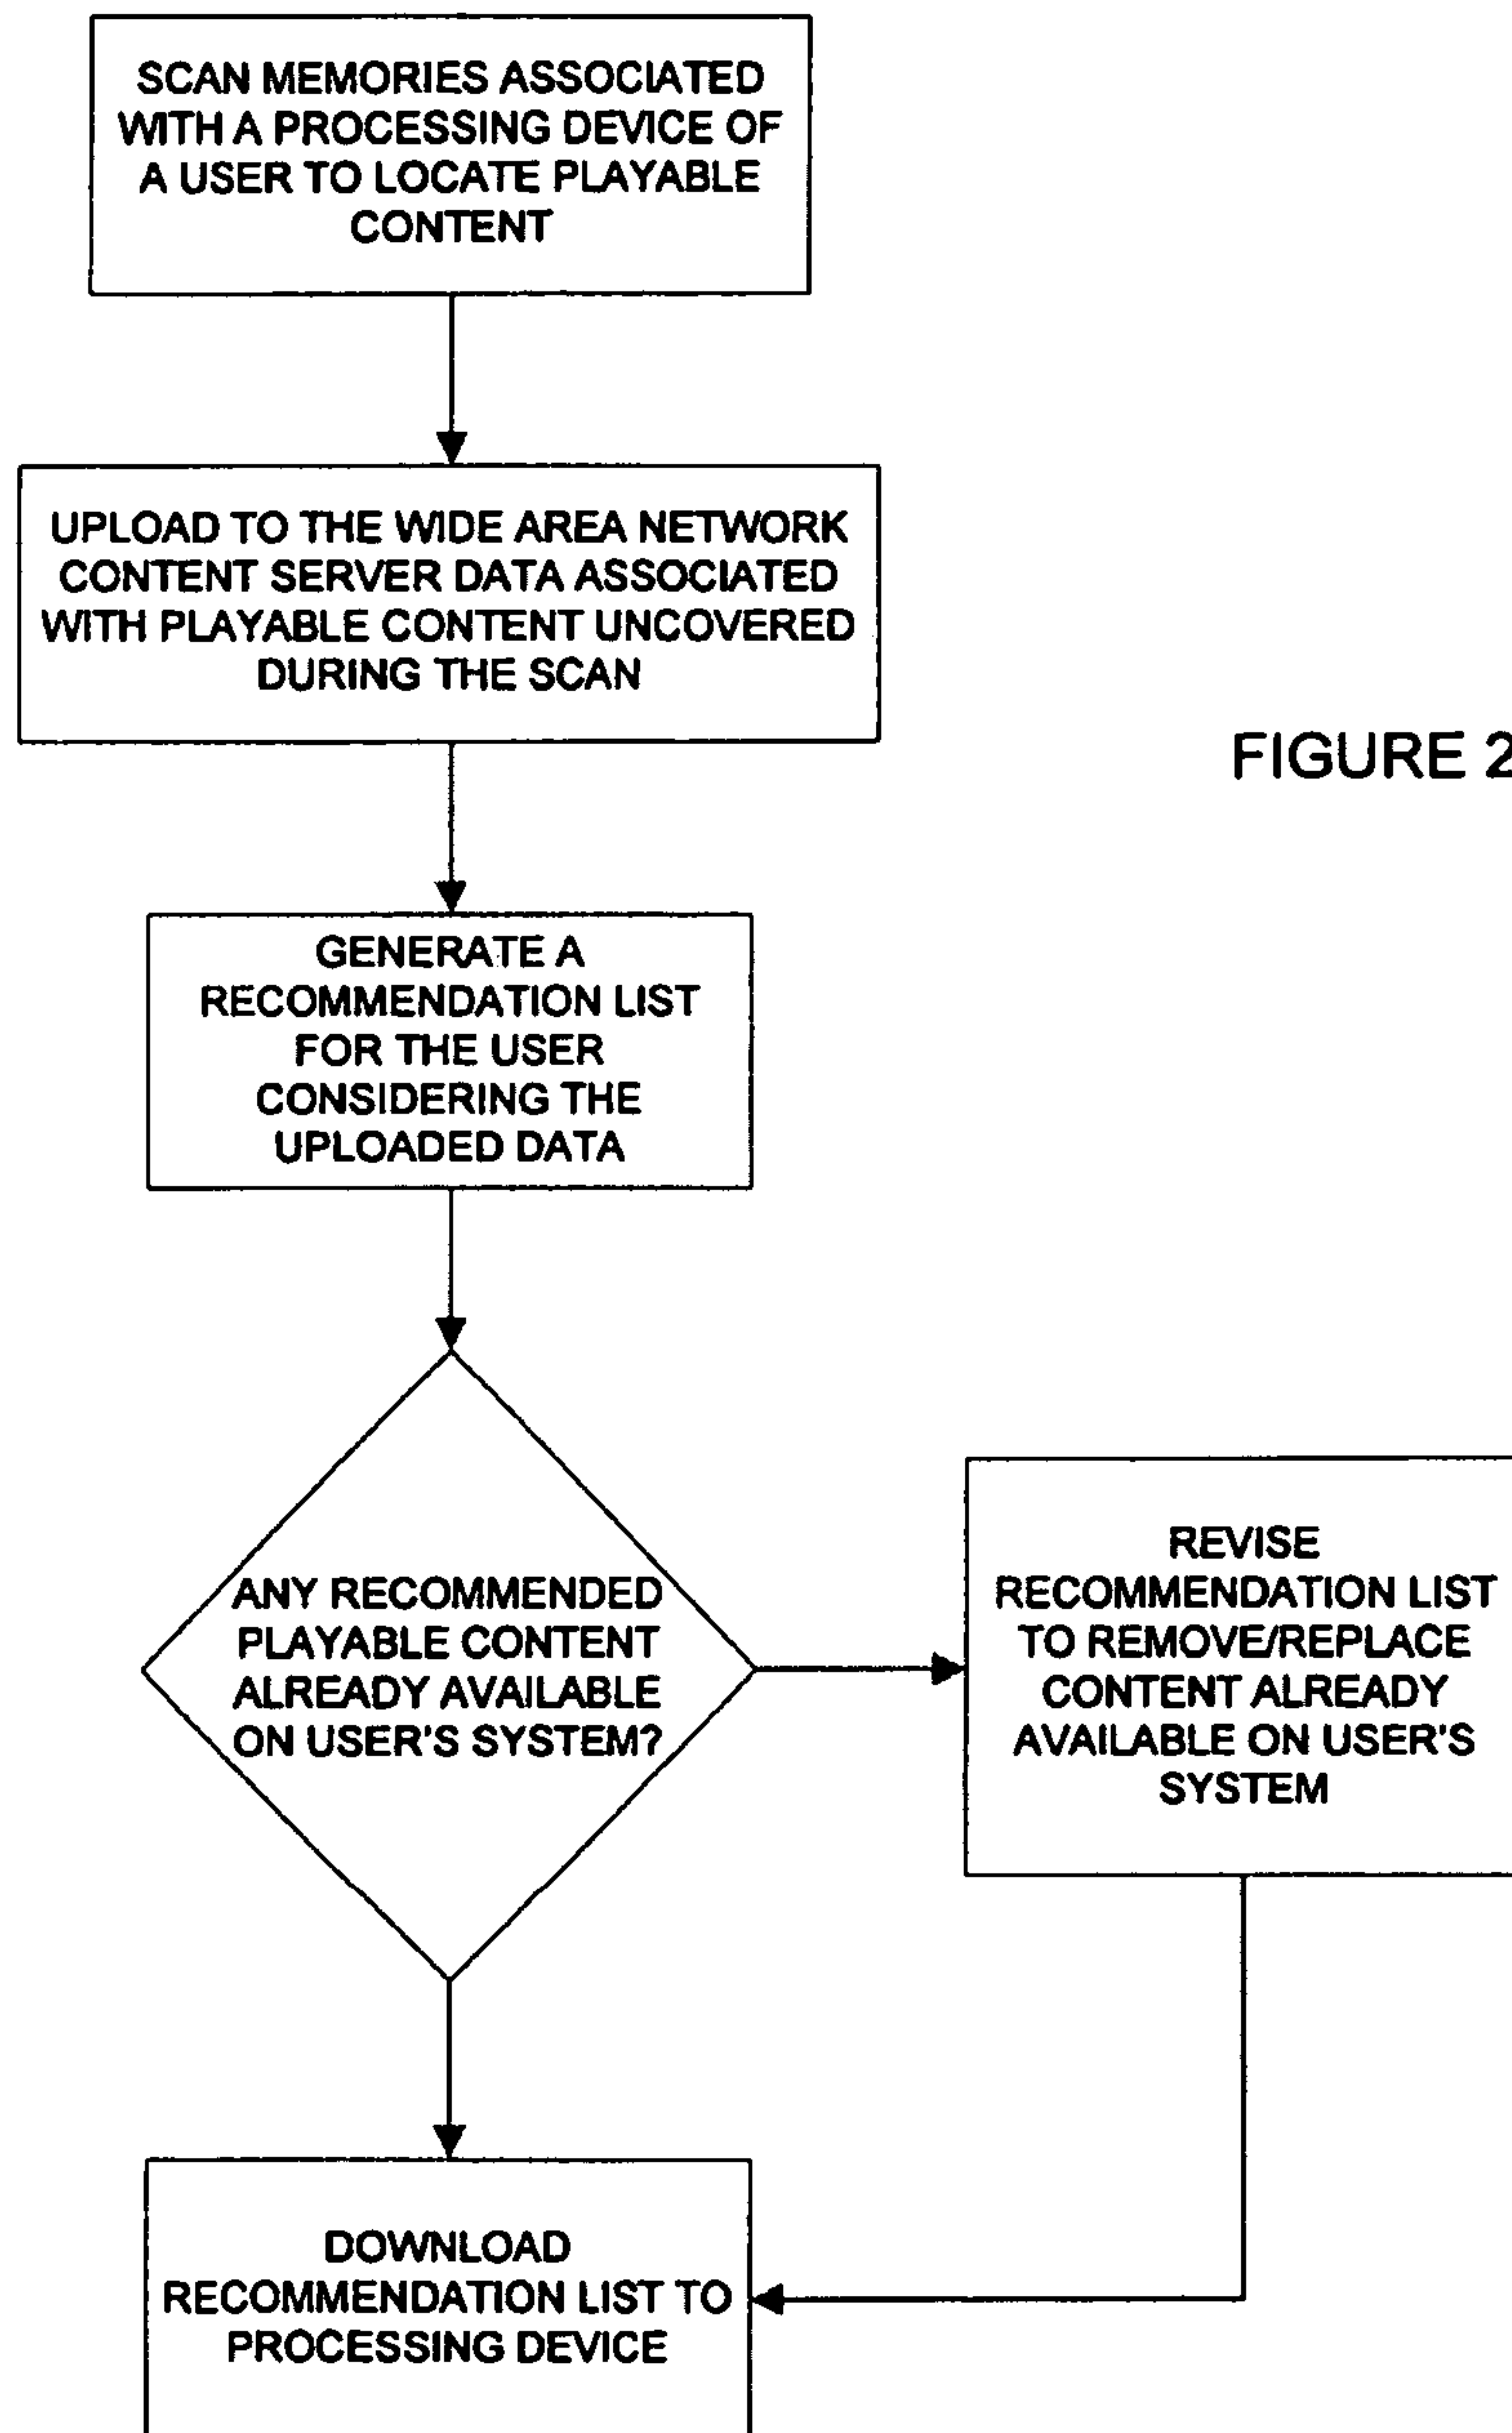 SCAN MEMORIES ASSOCIATED
WITH A PROCESSING DEVICE OF
A USER TO LOCATE PLAYABLE
CONTENT
UPLOAD TO THE WIDE AREA NETWORK
CONTENT SERVER DATA ASSOCIATED
WITH PLAYABLE CONTENT UNCOVERED
DURING THE SCAN
FIGURE 2
GENERATE A
RECOMMENDATION LIST
FOR THE USER
CONSIDERING THE
UPLOADED DATA
ANY RECOMMENDED
PLAYABLE CONTENT
ALREADY AVAILABLE
ON USER'S SYSTEM?
REVISE
RECOMMENDATION LIST
TO REMOVE/REPLACE
CONTENT ALREADY
AVAILABLE ON USER'S
SYSTEM
DOWNLOAD
RECOMMENDATION LIST TO
PROCESSING DEVICE